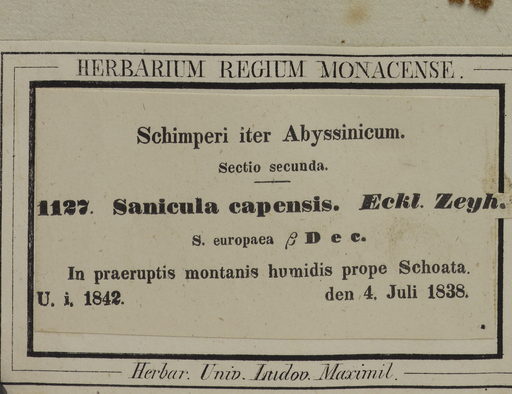 HERBARIUM REGIUM MONACENSE.
Schimperi iter Abyssinicum.
Sectio secunda.
1127. Sanicula capensis. Eckl. Zeyh.
S. europaea β Dec.
In praeruptis montanis humidis prope Schoata.
U. i. 1842. den 4. Juli 1838.
Herbar. Univ. Ludov. Maximil.